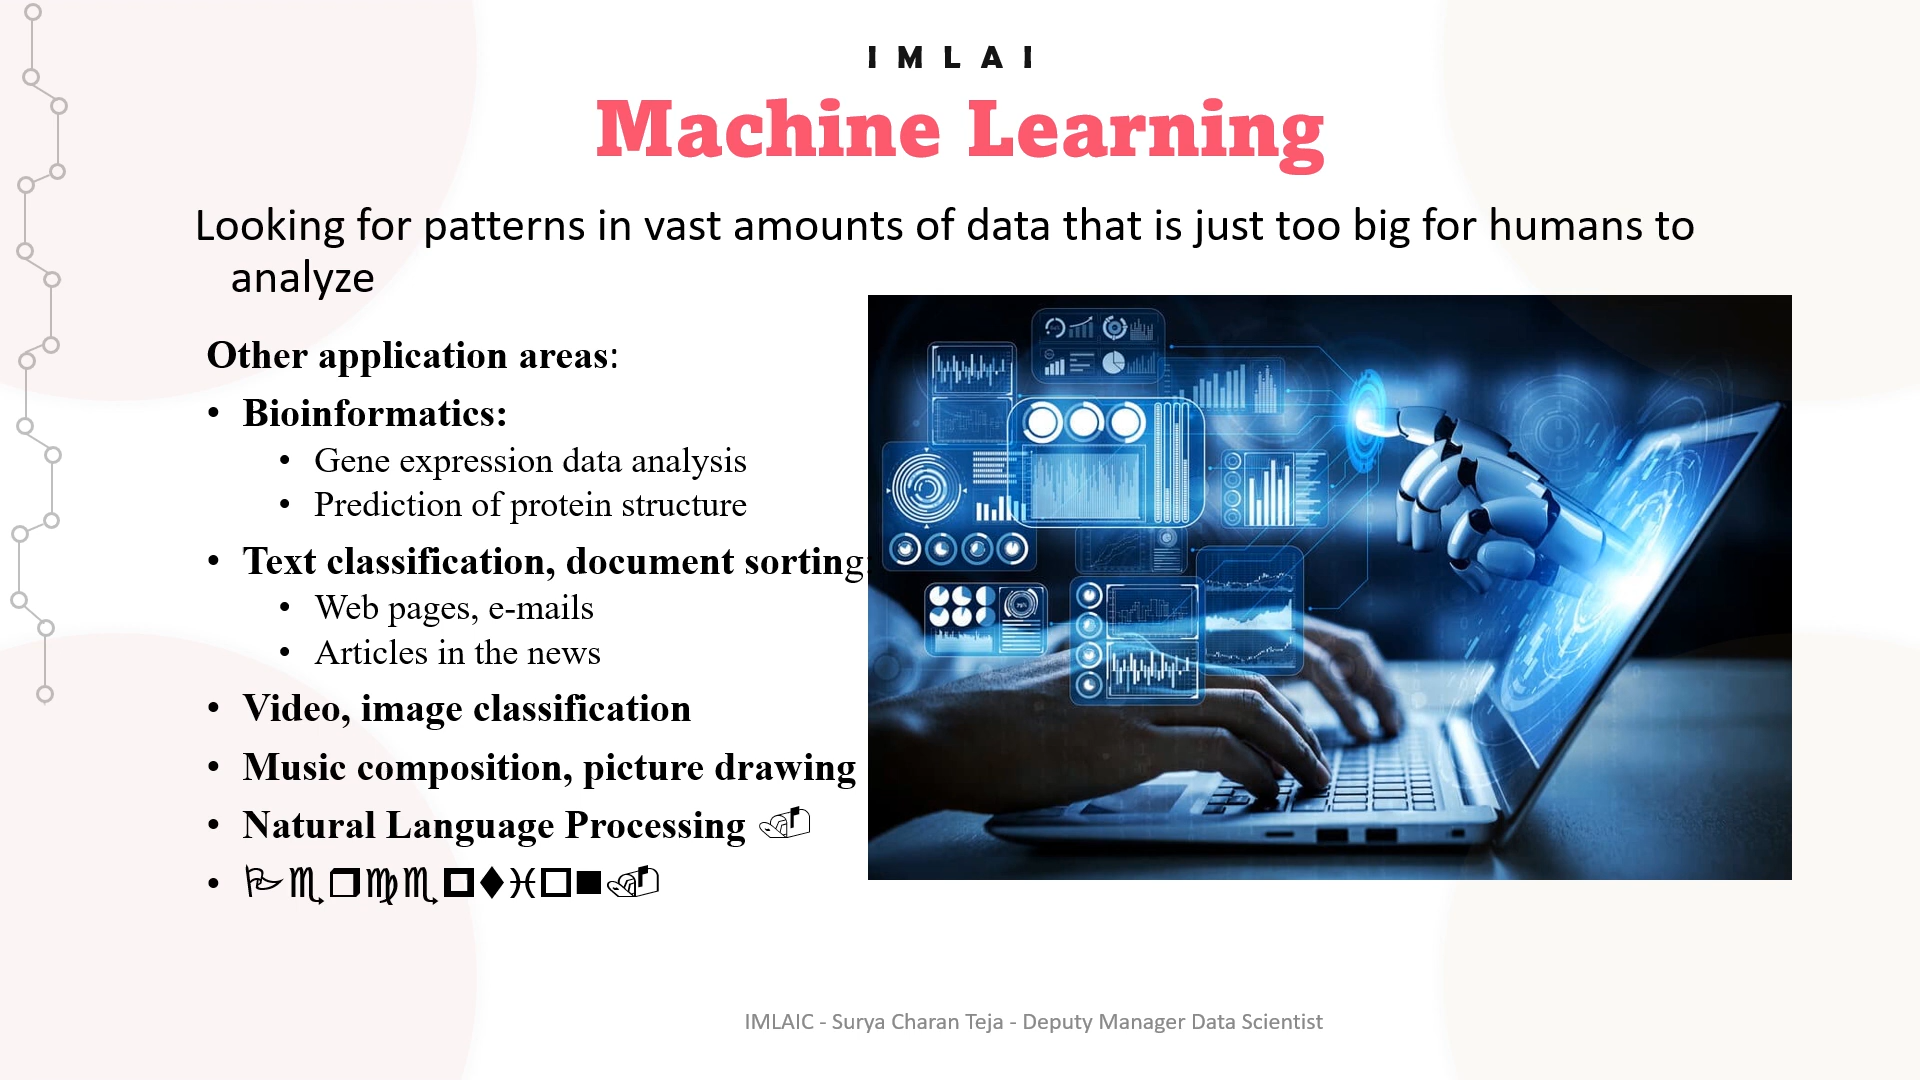 IMLAI
Machine Learning
Looking for patterns in vast amounts of data that is just too big for humans to
analyze
Other application areas:
• Bioinformatics:
• Gene expression data analysis
• Prediction of protein structure
• Text classification, document sorting:
• Web pages, e-mails
• Articles in the news
• Video, image classification
• Music composition, picture drawing
• Natural Language Processing
IMLAIC - Surya Charan Teja - Deputy Manager Data Scientist